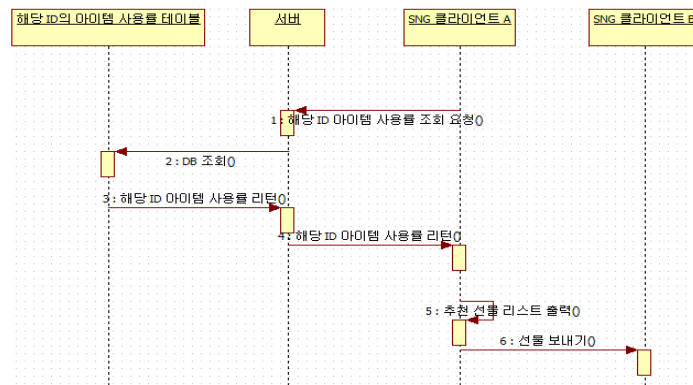 해당 ID의 아이템 사용률 테이블
서버
SNG 클라이언트 A
SNG 클라이언트 B
1 : 해당 ID 아이템 사용률 조회 요청()
2 : DB 조회()
3 : 해당 ID 아이템 사용률 리턴()
4 : 해당 ID 아이템 사용률 리턴()
5 : 추천 선물 리스트 출력()
6 : 선물 보내기()